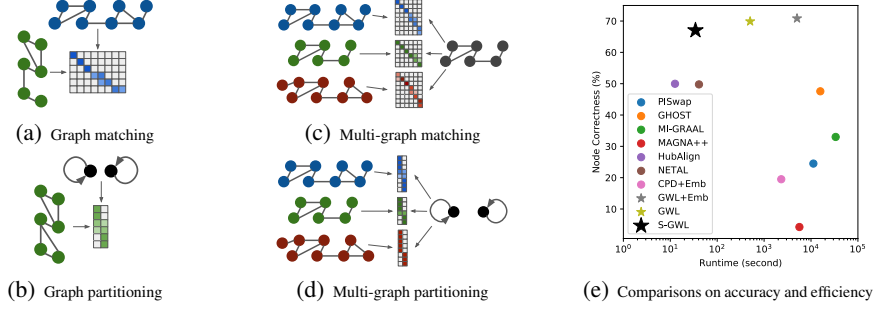 (a) Graph matching
(b) Graph partitioning
(c) Multi-graph matching
(d) Multi-graph partitioning
70
60
50
40
30
20
10
Node Correctness (%)
PISwap
GHOST
MI-GRAAL
MAGNA++
HubAlign
NETAL
CPD+Emb
GWL+Emb
GWL
S-GWL
10^0 10^1 10^2 10^3 10^4 10^5
Runtime (second)
(e) Comparisons on accuracy and efficiency